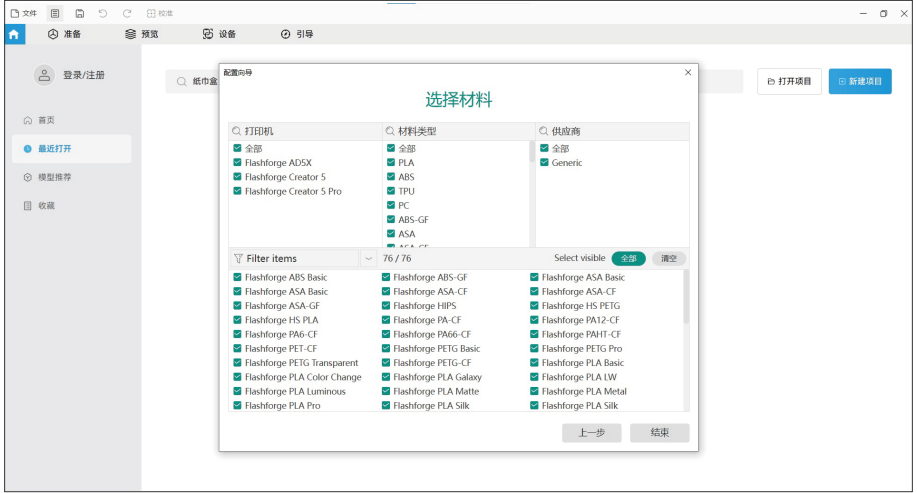 文件 校准
准备 预览 设备 引导
登录/注册
纸巾盒
打开项目 新建项目
首页
最近打开
模型推荐
收藏
配置向导
选择材料
打印机 材料类型 供应商
全部 全部 全部
Flashforge AD5X PLA Generic
Flashforge Creator 5 ABS
Flashforge Creator 5 Pro TPU
PC
ABS-GF
ASA
ASA-CF
Filter items 76 / 76 Select visible 全部 清空
Flashforge ABS Basic Flashforge ABS-GF Flashforge ASA Basic
Flashforge ASA Basic Flashforge ASA-CF Flashforge ASA-CF
Flashforge ASA-GF Flashforge HIPS Flashforge HS PETG
Flashforge HS PLA Flashforge PA-CF Flashforge PA12-CF
Flashforge PA6-CF Flashforge PA66-CF Flashforge PAHT-CF
Flashforge PET-CF Flashforge PETG Basic Flashforge PETG Pro
Flashforge PETG Transparent Flashforge PETG-CF Flashforge PLA Basic
Flashforge PLA Color Change Flashforge PLA Galaxy Flashforge PLA LW
Flashforge PLA Luminous Flashforge PLA Matte Flashforge PLA Metal
Flashforge PLA Pro Flashforge PLA Silk Flashforge PLA Silk
上一步 结束